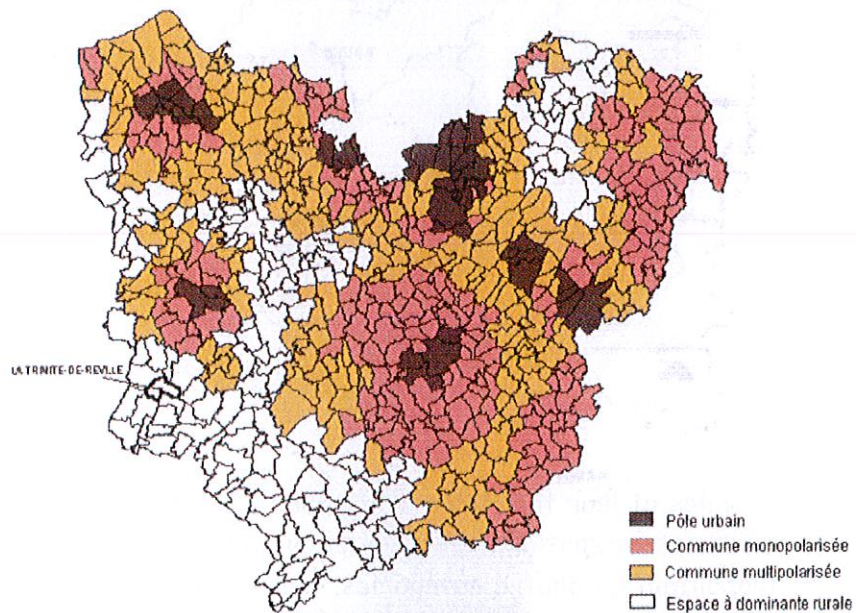 LA TRINITE-DE-REVILLE
Pôle urbain
Commune monopolarisée
Commune multipolarisée
Espace à dominante rurale